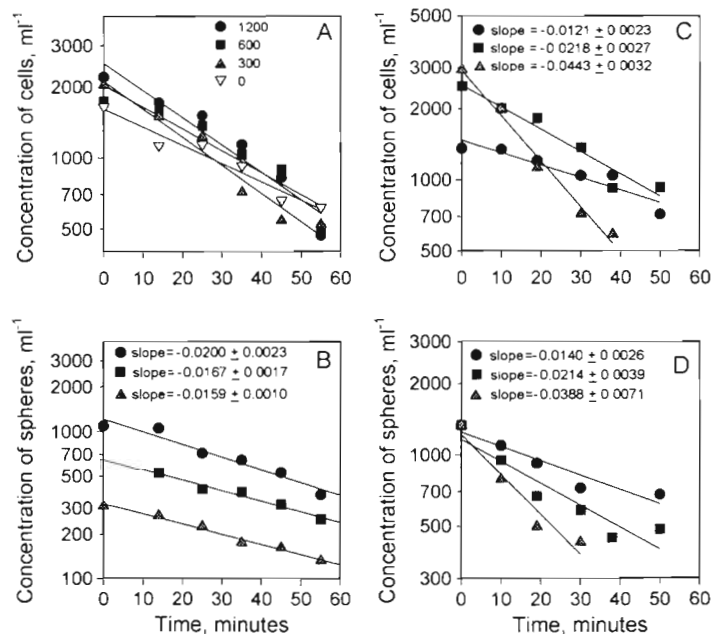 A
1200
600
300
0
Concentration of cells, ml-1
3000
2000
1000
700
500
0 10 20 30 40 50 60
C
slope=-0.0121 ± 0 0023
slope=-0.0218 ± 0.0027
slope=-0.0443 ± 0.0032
Concentration of cells, ml-1
5000
3000
2000
1000
700
500
0 10 20 30 40 50 60
B
slope=-0.0200 ± 0.0023
slope=-0.0167 ± 0.0017
slope=-0.0159 ± 0.0010
Concentration of spheres, ml-1
3000
2000
1000
700
500
300
200
100
0 10 20 30 40 50 60
Time, minutes
D
slope=-0.0140 ± 0.0026
slope=-0.0214 ± 0.0039
slope=-0.0388 ± 0.0071
Concentration of spheres, ml-1
3000
2000
1000
700
500
300
0 10 20 30 40 50 60
Time, minutes